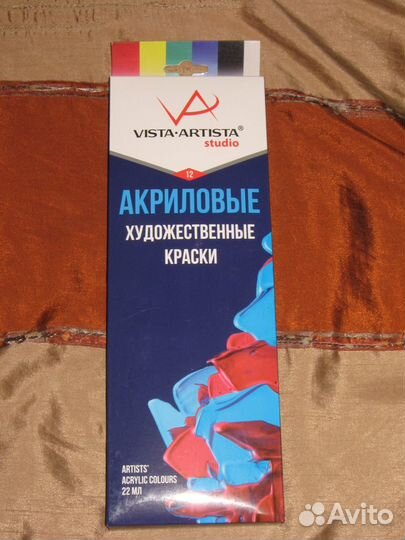 VISTA·ARTISTA®
studio
12
АКРИЛОВЫЕ
ХУДОЖЕСТВЕННЫЕ
КРАСКИ
ARTISTS'
ACRYLIC COLOURS
22 МЛ
Avito